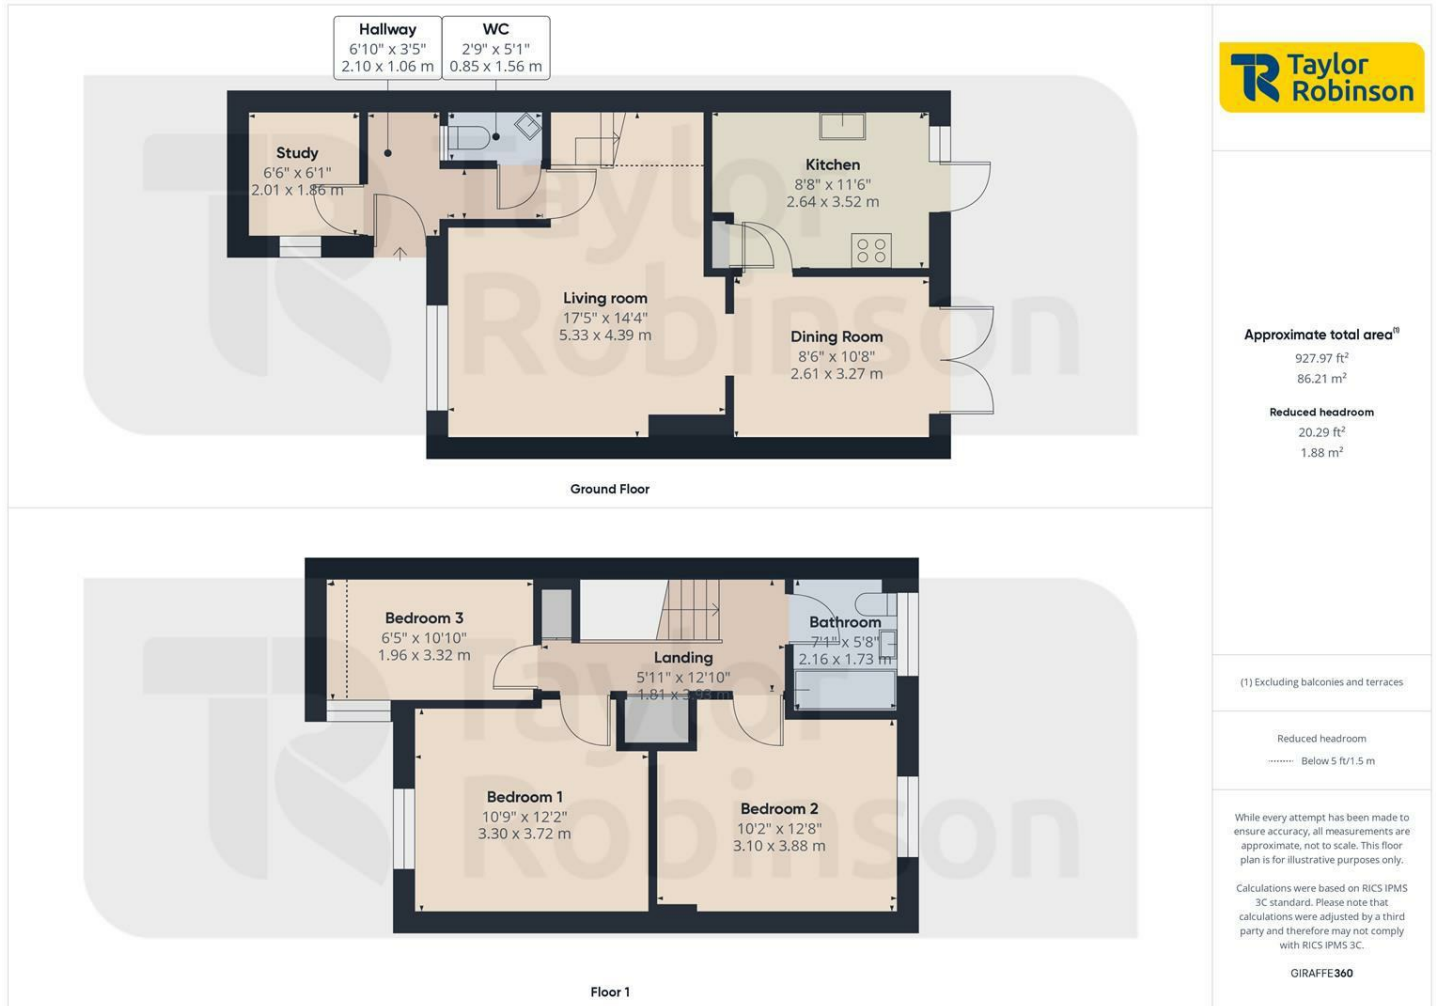 Hallway
6'10" x 3'5"
2.10 x 1.06 m
WC
2'9" x 5'1"
0.85 x 1.56 m
Study
6'6" x 6'1"
2.01 x 1.86 m
Kitchen
8'8" x 11'6"
2.64 x 3.52 m
Living room
17'5" x 14'4"
5.33 x 4.39 m
Dining Room
8'6" x 10'8"
2.61 x 3.27 m
Taylor
Robinson
Ground Floor
Bedroom 3
6'5" x 10'10"
1.96 x 3.32 m
Landing
5'11" x 12'10"
1.81 x
Bathroom
7'1" x 5'8"
2.16 x 1.73 m
Bedroom 1
10'9" x 12'2"
3.30 x 3.72 m
Bedroom 2
10'2" x 12'8"
3.10 x 3.88 m
Taylor
Robinson
Floor 1
Taylor
Robinson
Approximate total area(1)
927.97 ft²
86.21 m²
Reduced headroom
20.29 ft²
1.88 m²
(1) Excluding balconies and terraces
Reduced headroom
Below 5 ft/1.5 m
While every attempt has been made to
ensure accuracy, all measurements are
approximate, not to scale. This floor
plan is for illustrative purposes only.
Calculations were based on RICS IPMS
3C standard. Please note that
calculations were adjusted by a third
party and therefore may not comply
with RICS IPMS 3C.
GIRAFFE360